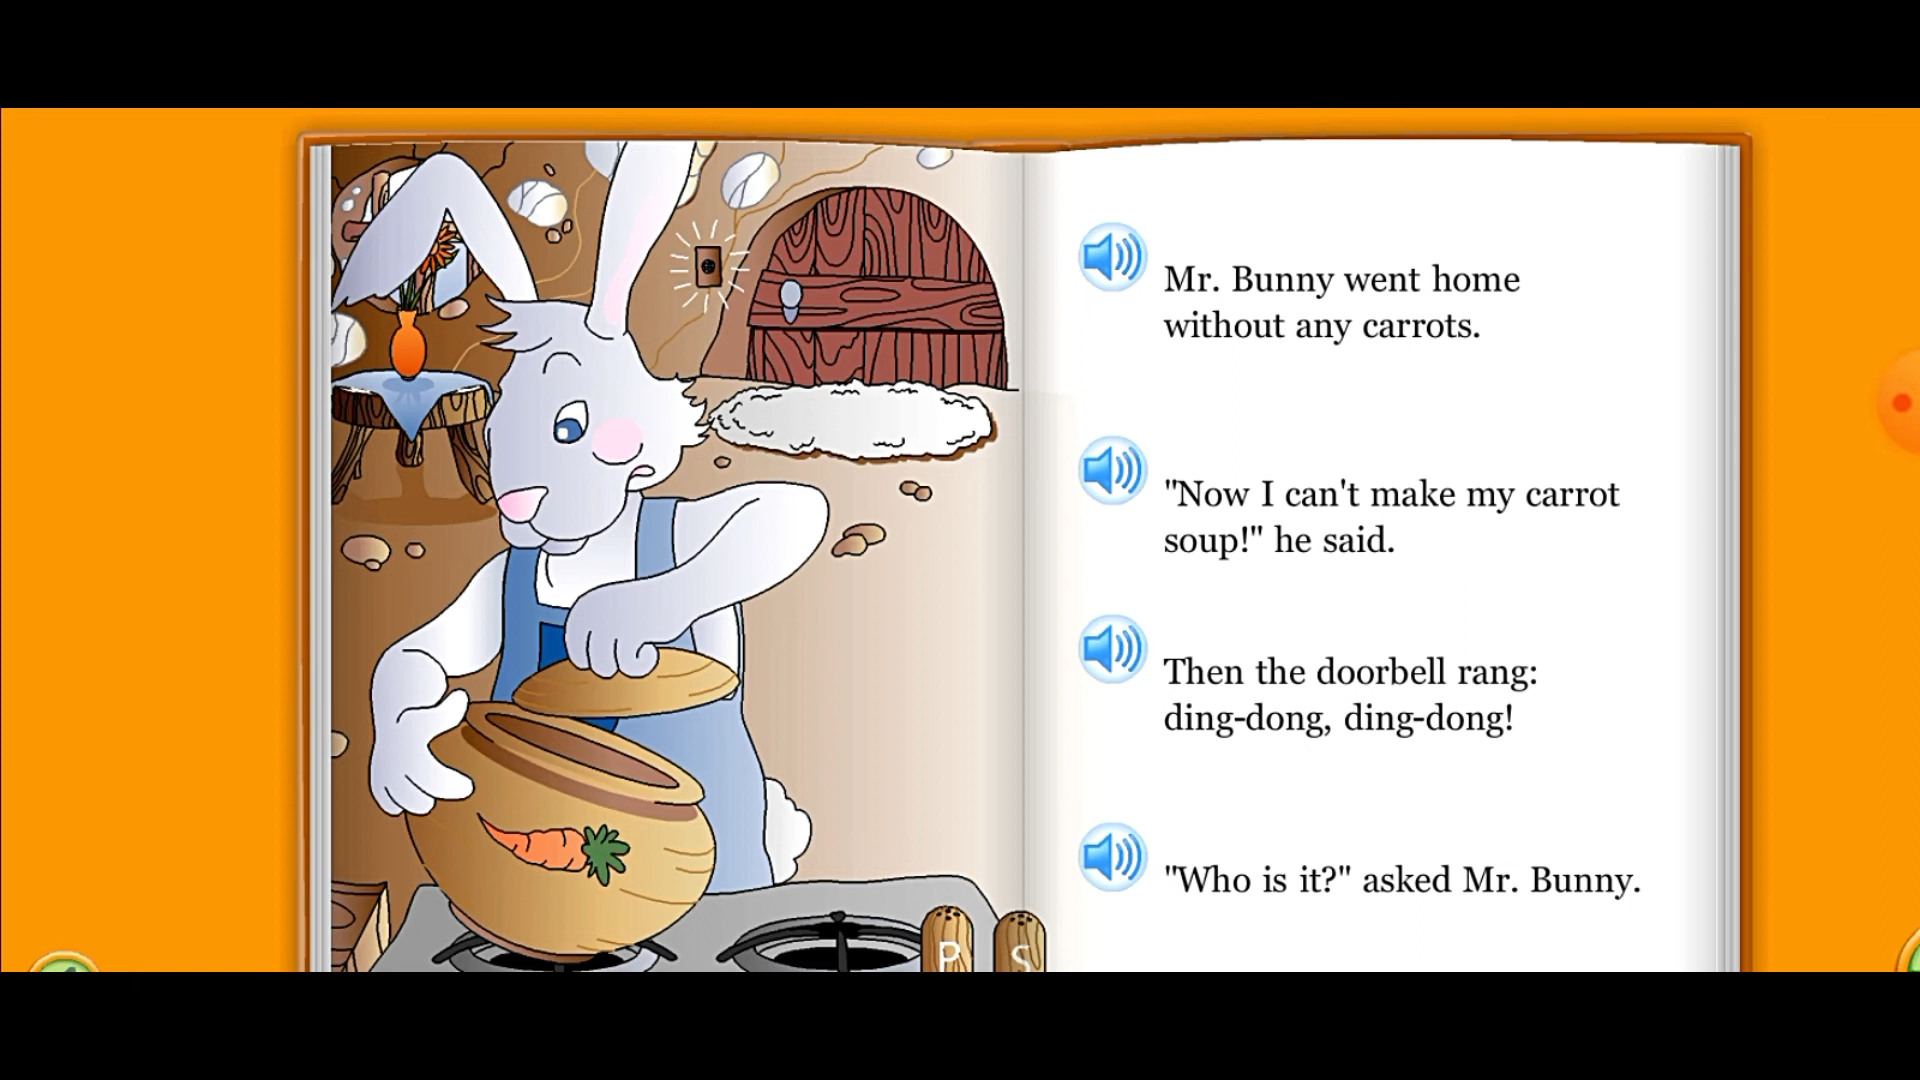 Mr. Bunny went home
without any carrots.
"Now I can't make my carrot
soup!" he said.
Then the doorbell rang:
ding-dong, ding-dong!
"Who is it?" asked Mr. Bunny.
P S